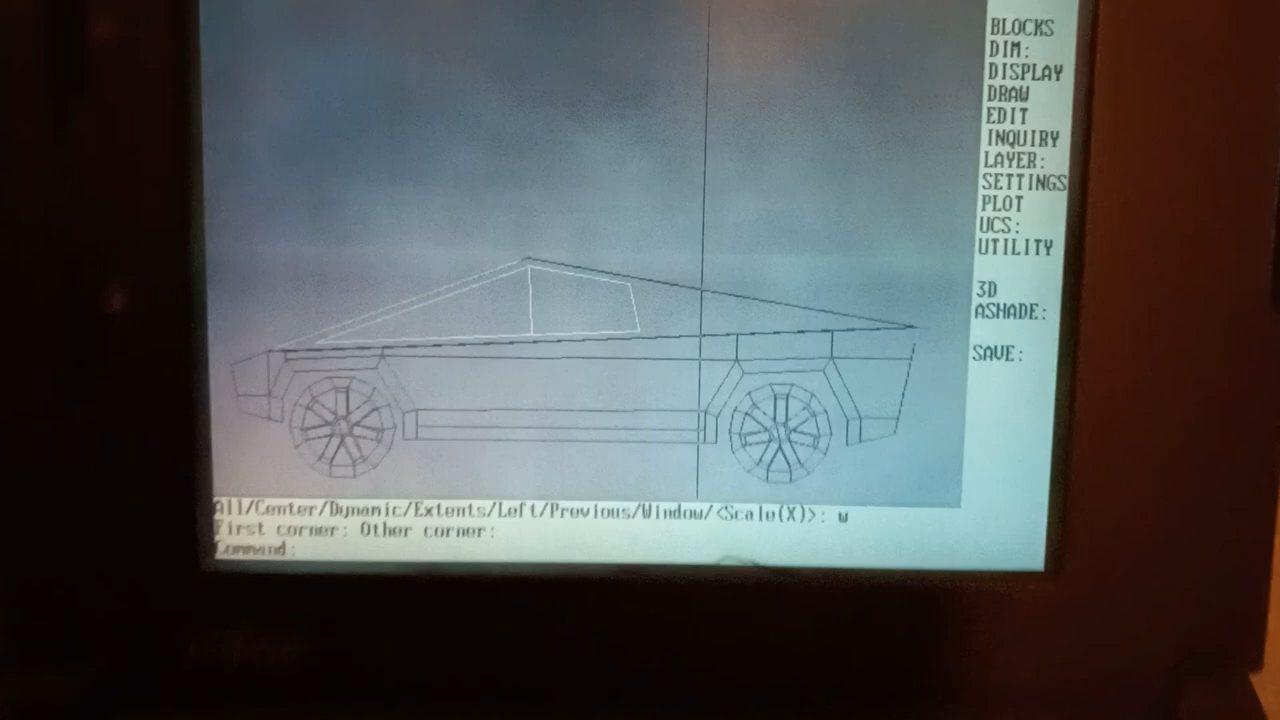 BLOCKS
DIM:
DISPLAY
DRAW
EDIT
INQUIRY
LAYER:
SETTINGS
PLOT
UCS:
UTILITY
3D
ASHADE:
SAVE:
All/Center/Dynamic/Extents/Left/Previous/Window/<Scale(X)>: w
First corner: Other corner:
Command: